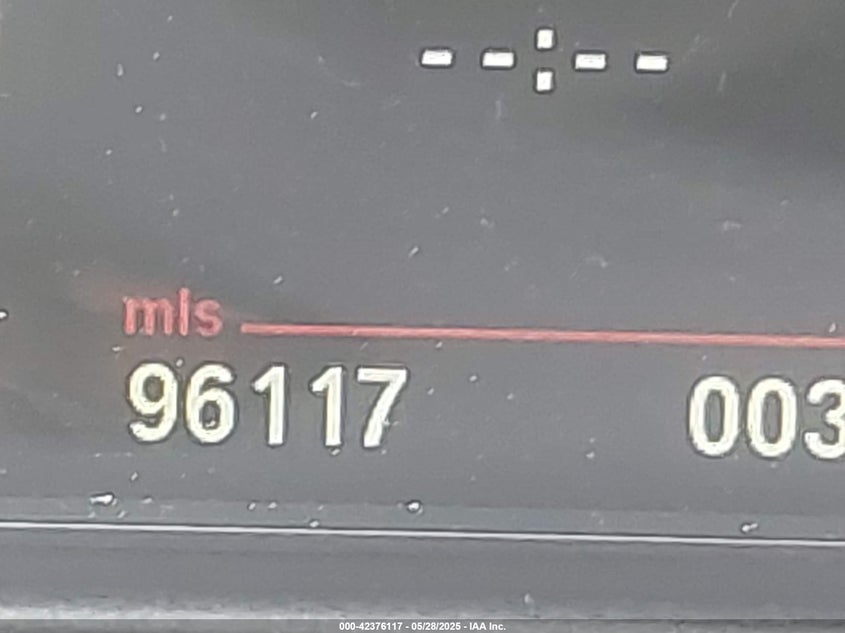 --:--
mls
96117 003
000-42376117 - 05/28/2025 - IAA Inc.